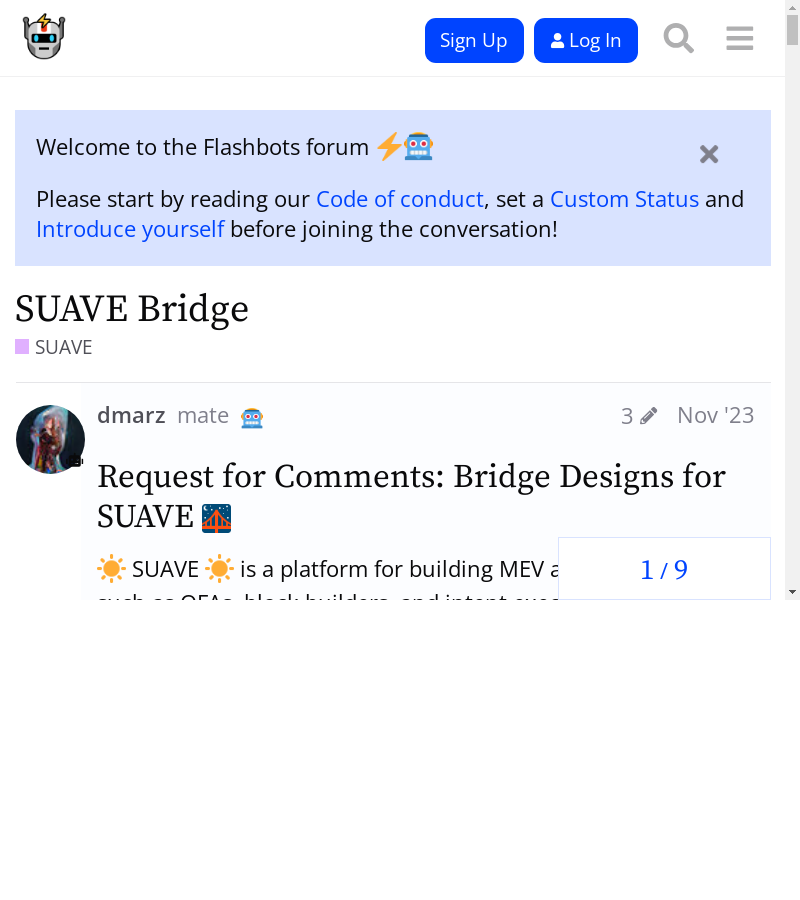 Sign Up
Log In
Welcome to the Flashbots forum
Please start by reading our Code of conduct, set a Custom Status and
Introduce yourself before joining the conversation!
SUAVE Bridge
SUAVE
dmarz mate
3
Nov '23
Request for Comments: Bridge Designs for
SUAVE
SUAVE is a platform for building MEV
1 / 9